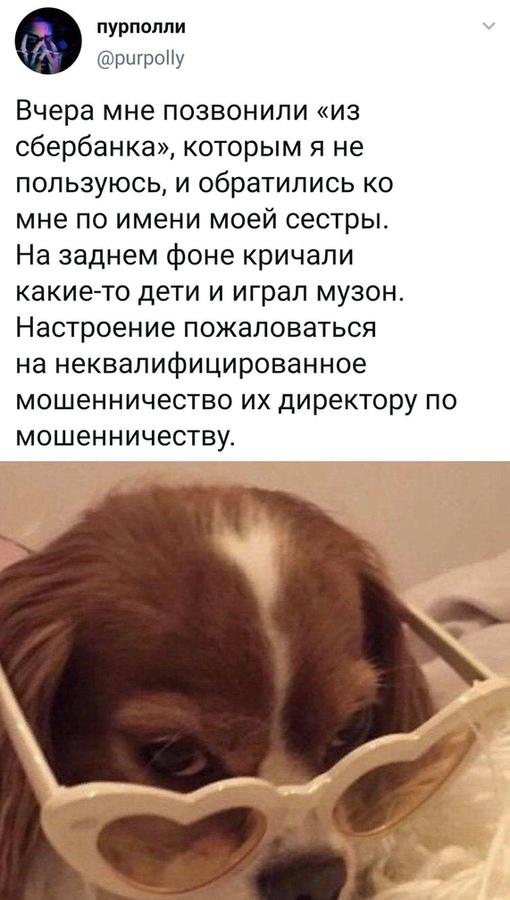 пурполли
@purpolly
Вчера мне позвонили «из
сбербанка», которым я не
пользуюсь, и обратились ко
мне по имени моей сестры.
На заднем фоне кричали
какие-то дети и играл музон.
Настроение пожаловаться
на неквалифицированное
мошенничество их директору по
мошенничеству.